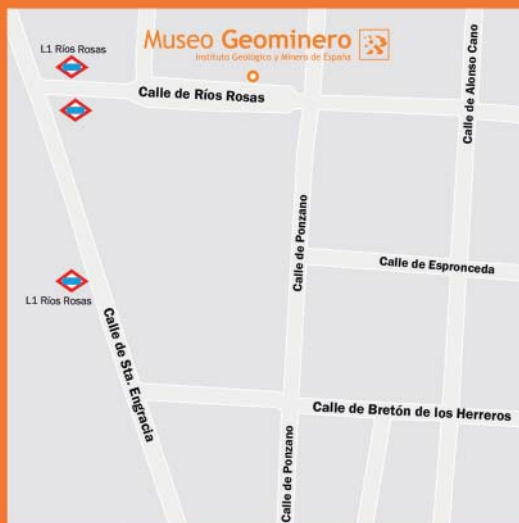 L1 Ríos Rosas
Museo Geominero
Instituto Geológico y Minero de España
Calle de Ríos Rosas
Calle de Alonso Cano
Calle de Ponzano
Calle de Espronceda
L1 Ríos Rosas
Calle de Sta. Engracia
Calle de Bretón de los Herreros
Calle de Ponzano